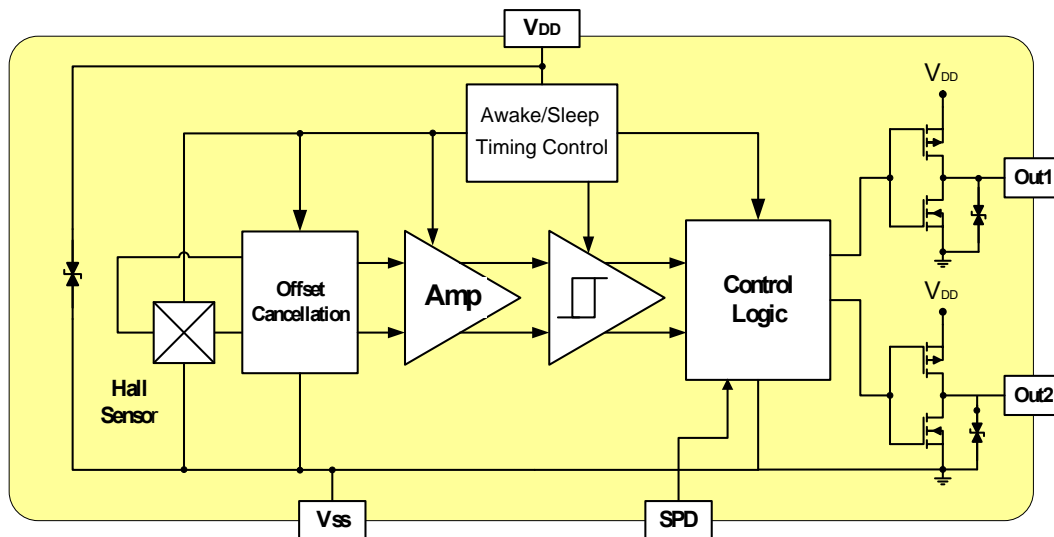 VDD
Awake/Sleep
Timing Control
VDD
Out1
Offset
Cancellation
Amp
Control
Logic
VDD
Hall
Sensor
Out2
Vss
SPD